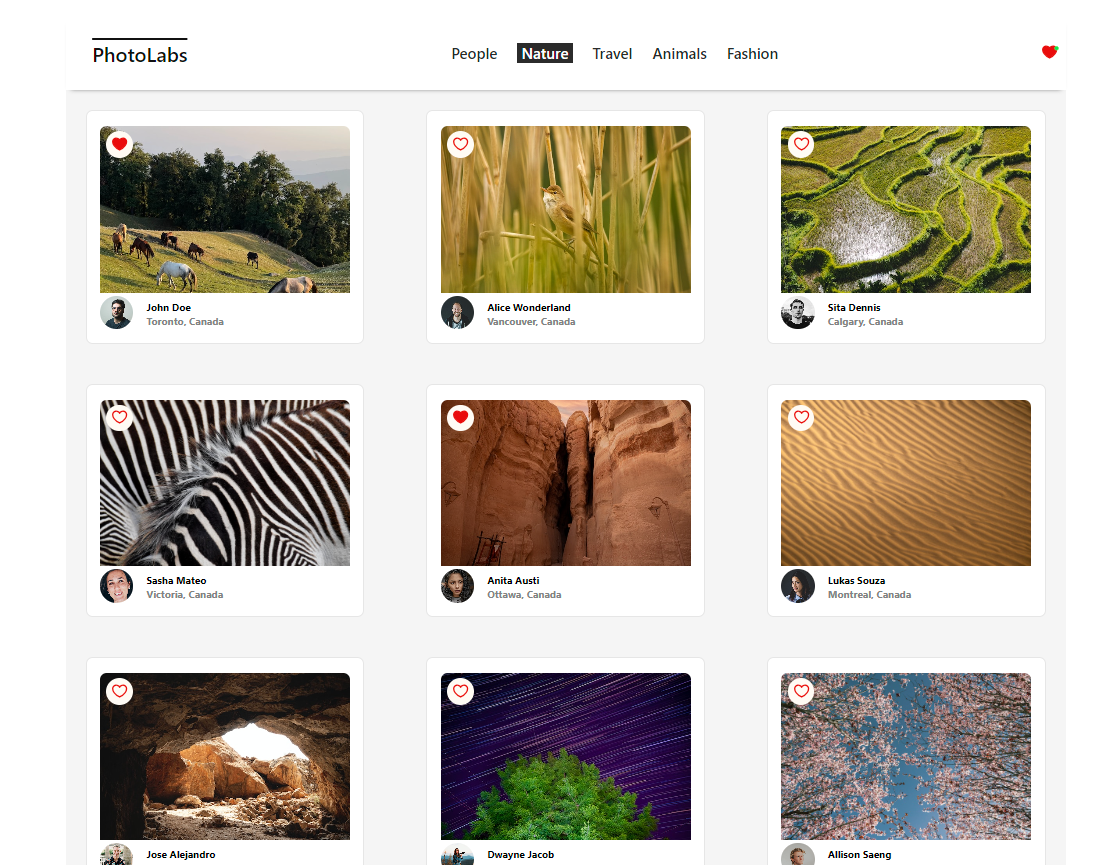 PhotoLabs
People Nature Travel Animals Fashion
John Doe
Toronto, Canada
Alice Wonderland
Vancouver, Canada
Sita Dennis
Calgary, Canada
Sasha Mateo
Victoria, Canada
Anita Austi
Ottawa, Canada
Lukas Souza
Montreal, Canada
Jose Alejandro
Dwayne Jacob
Allison Saeng